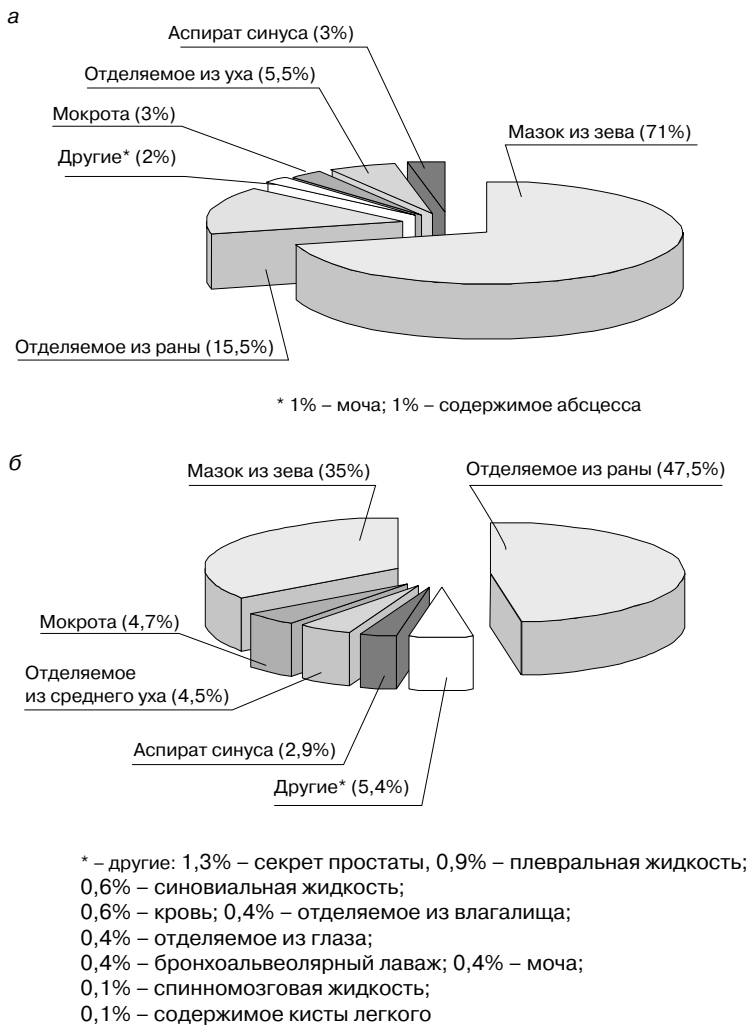 а
Аспират синуса (3%)
Отделяемое из уха (5,5%)
Мокрота (3%)
Другие* (2%)
Мазок из зева (71%)
Отделяемое из раны (15,5%)
* 1% – моча; 1% – содержимое абсцесса
б
Мазок из зева (35%)
Отделяемое из раны (47,5%)
Мокрота (4,7%)
Отделяемое
из среднего уха (4,5%)
Аспират синуса (2,9%)
Другие* (5,4%)
* – другие: 1,3% – секрет простаты, 0,9% – плевральная жидкость;
0,6% – синовиальная жидкость;
0,6% – кровь; 0,4% – отделяемое из влагалища;
0,4% – отделяемое из глаза;
0,4% – бронхоальвеолярный лаваж; 0,4% – моча;
0,1% – спинномозговая жидкость;
0,1% – содержимое кисты легкого